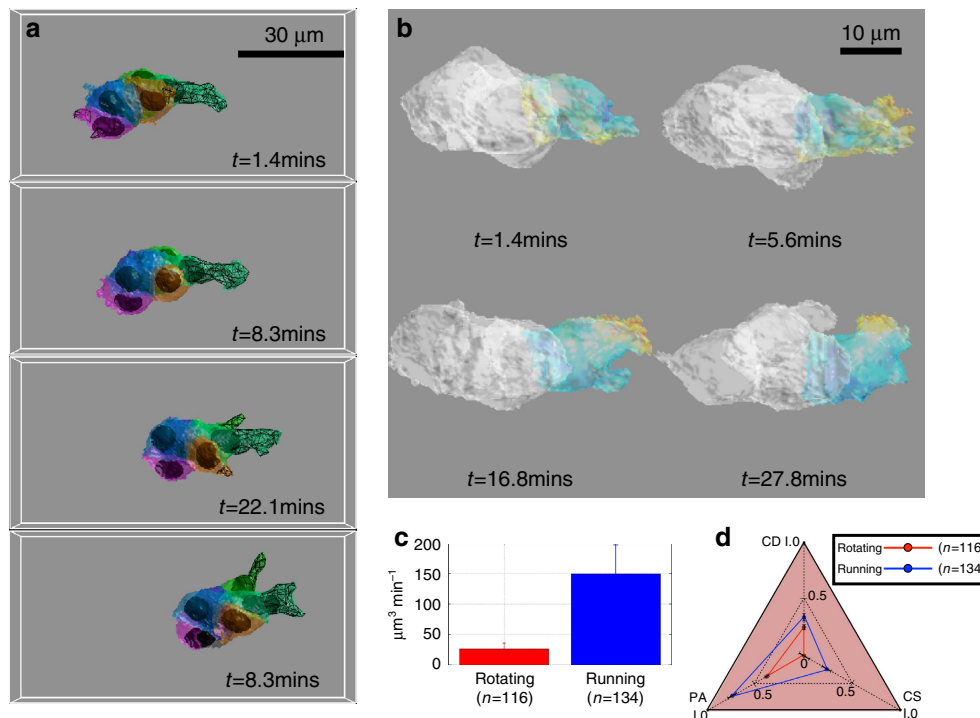 a
30 μm
t=1.4mins
t=8.3mins
t=22.1mins
t=8.3mins
b
10 μm
t=1.4mins
t=5.6mins
t=16.8mins
t=27.8mins
c
200
150
100
50
0
μm³ min⁻¹
Rotating
(n=116)
Running
(n=134)
d
CD 1.0
Rotating (n=116
Running (n=134)
0.5
0
0.5
0.5
PA
1.0
CS
1.0